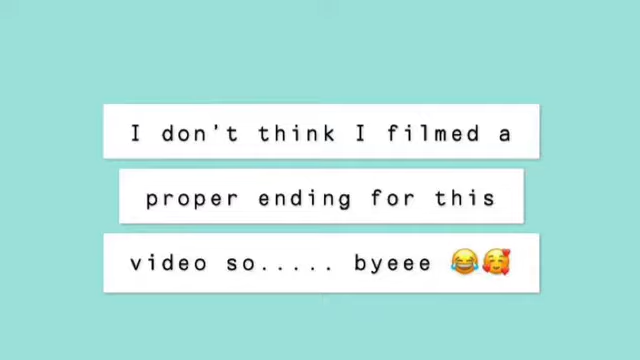 I don't think I filmed a
proper ending for this
video so..... byeee 😂🥰